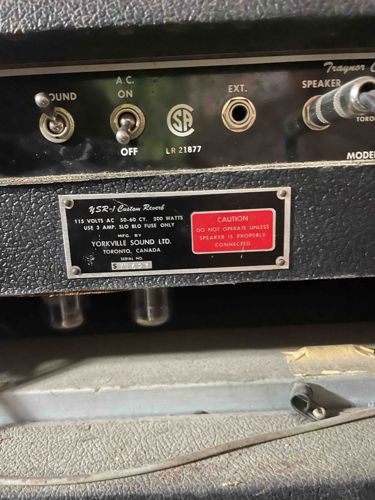 Traynor
OUND
A.C.
ON
OFF
SP
LR 21877
EXT.
SPEAKER
TORO
MODE
YSR-1 Custom Reverb
115 VOLTS AC 50-60 CY. 200 WATTS
USE 3 AMP. SLO BLO FUSE ONLY
MFG. BY
YORKVILLE SOUND LTD.
TORONTO, CANADA
SERIAL NO.
CAUTION
DO NOT OPERATE UNLESS
SPEAKER IS PROPERLY
CONNECTED